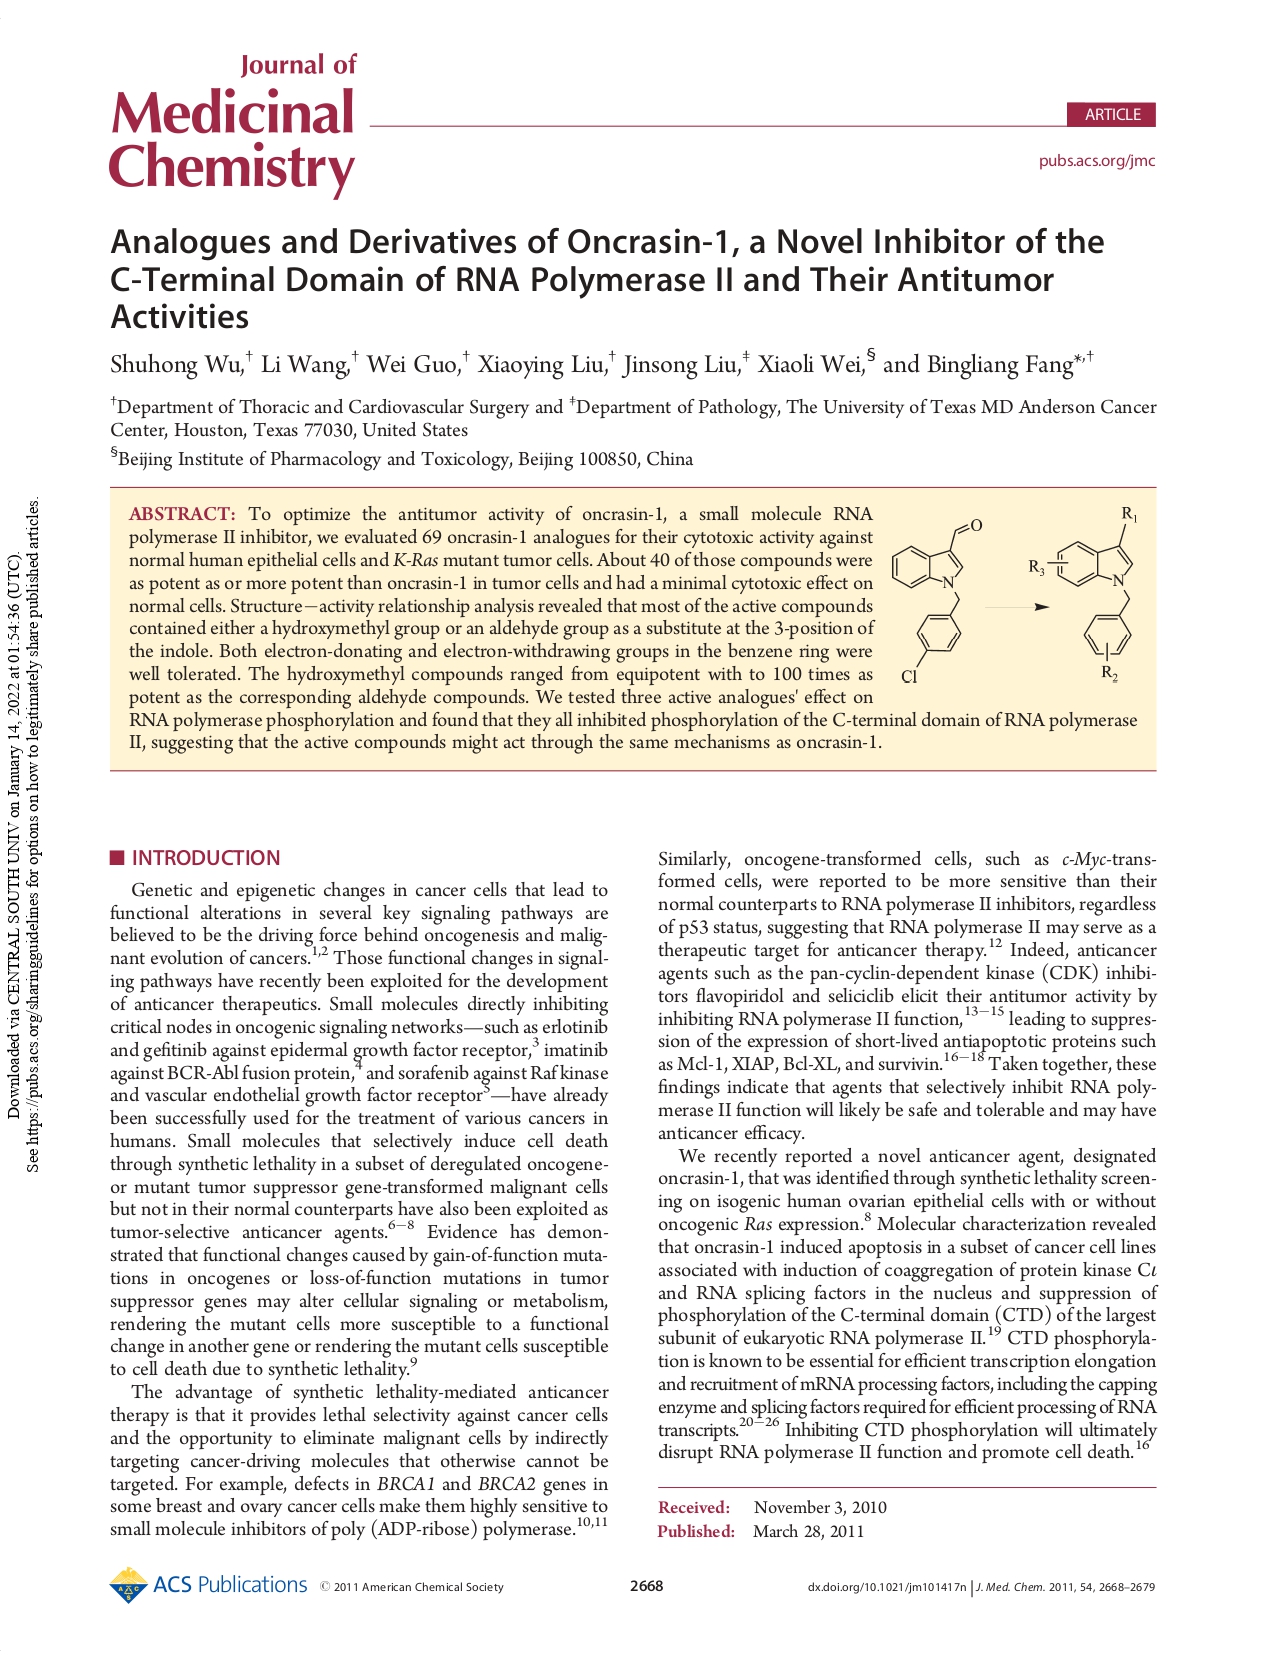 Journal of
Medicinal
Chemistry
ARTICLE
pubs.acs.org/jmc
Analogues and Derivatives of Oncrasin-1, a Novel Inhibitor of the
C-Terminal Domain of RNA Polymerase II and Their Antitumor
Activities
Shuhong Wu,† Li Wang,† Wei Guo,† Xiaoying Liu,† Jinsong Liu,‡ Xiaoli Wei,§ and Bingliang Fang*,†
†Department of Thoracic and Cardiovascular Surgery and ‡Department of Pathology, The University of Texas MD Anderson Cancer
Center, Houston, Texas 77030, United States
§Beijing Institute of Pharmacology and Toxicology, Beijing 100850, China
ABSTRACT: To optimize the antitumor activity of oncrasin-1, a small molecule RNA
polymerase II inhibitor, we evaluated 69 oncrasin-1 analogues for their cytotoxic activity against
normal human epithelial cells and K-Ras mutant tumor cells. About 40 of those compounds were
as potent as or more potent than oncrasin-1 in tumor cells and had a minimal cytotoxic effect on
normal cells. Structure−activity relationship analysis revealed that most of the active compounds
contained either a hydroxymethyl group or an aldehyde group as a substitute at the 3-position of
the indole. Both electron-donating and electron-withdrawing groups in the benzene ring were
well tolerated. The hydroxymethyl compounds ranged from equipotent with to 100 times as
potent as the corresponding aldehyde compounds. We tested three active analogues' effect on
RNA polymerase phosphorylation and found that they all inhibited phosphorylation of the C-terminal domain of RNA polymerase
II, suggesting that the active compounds might act through the same mechanisms as oncrasin-1.
O
N
Cl
R1
R3
N
R2
INTRODUCTION
Genetic and epigenetic changes in cancer cells that lead to
functional alterations in several key signaling pathways are
believed to be the driving force behind oncogenesis and malig-
nant evolution of cancers.1,2 Those functional changes in signal-
ing pathways have recently been exploited for the development
of anticancer therapeutics. Small molecules directly inhibiting
critical nodes in oncogenic signaling networks—such as erlotinib
and gefitinib against epidermal growth factor receptor,3 imatinib
against BCR-Abl fusion protein,4 and sorafenib against Raf kinase
and vascular endothelial growth factor receptor5—have already
been successfully used for the treatment of various cancers in
humans. Small molecules that selectively induce cell death
through synthetic lethality in a subset of deregulated oncogene-
or mutant tumor suppressor gene-transformed malignant cells
but not in their normal counterparts have also been exploited as
tumor-selective anticancer agents.6−8 Evidence has demon-
strated that functional changes caused by gain-of-function muta-
tions in oncogenes or loss-of-function mutations in tumor
suppressor genes may alter cellular signaling or metabolism,
rendering the mutant cells more susceptible to a functional
change in another gene or rendering the mutant cells susceptible
to cell death due to synthetic lethality.9
The advantage of synthetic lethality-mediated anticancer
therapy is that it provides lethal selectivity against cancer cells
and the opportunity to eliminate malignant cells by indirectly
targeting cancer-driving molecules that otherwise cannot be
targeted. For example, defects in BRCA1 and BRCA2 genes in
some breast and ovary cancer cells make them highly sensitive to
small molecule inhibitors of poly (ADP-ribose) polymerase.10,11
Similarly, oncogene-transformed cells, such as c-Myc-trans-
formed cells, were reported to be more sensitive than their
normal counterparts to RNA polymerase II inhibitors, regardless
of p53 status, suggesting that RNA polymerase II may serve as a
therapeutic target for anticancer therapy.12 Indeed, anticancer
agents such as the pan-cyclin-dependent kinase (CDK) inhibi-
tors flavopiridol and seliciclib elicit their antitumor activity by
inhibiting RNA polymerase II function,13−15 leading to suppres-
sion of the expression of short-lived antiapoptotic proteins such
as Mcl-1, XIAP, Bcl-XL, and survivin.16−18 Taken together, these
findings indicate that agents that selectively inhibit RNA poly-
merase II function will likely be safe and tolerable and may have
anticancer efficacy.
We recently reported a novel anticancer agent, designated
oncrasin-1, that was identified through synthetic lethality screen-
ing on isogenic human ovarian epithelial cells with or without
oncogenic Ras expression.8 Molecular characterization revealed
that oncrasin-1 induced apoptosis in a subset of cancer cell lines
associated with induction of coaggregation of protein kinase Cι
and RNA splicing factors in the nucleus and suppression of
phosphorylation of the C-terminal domain (CTD) of the largest
subunit of eukaryotic RNA polymerase II.19 CTD phosphoryla-
tion is known to be essential for efficient transcription elongation
and recruitment of mRNA processing factors, including the capping
enzyme and splicing factors required for efficient processing of RNA
transcripts.20−26 Inhibiting CTD phosphorylation will ultimately
disrupt RNA polymerase II function and promote cell death.16
Received: November 3, 2010
Published: March 28, 2011
ACS Publications © 2011 American Chemical Society
2668
dx.doi.org/10.1021/jm101417n | J. Med. Chem. 2011, 54, 2668–2679
Downloaded via CENTRAL SOUTH UNIV on January 14, 2022 at 01:54:36 (UTC).
See https://pubs.acs.org/sharingguidelines for options on how to legitimately share published articles.